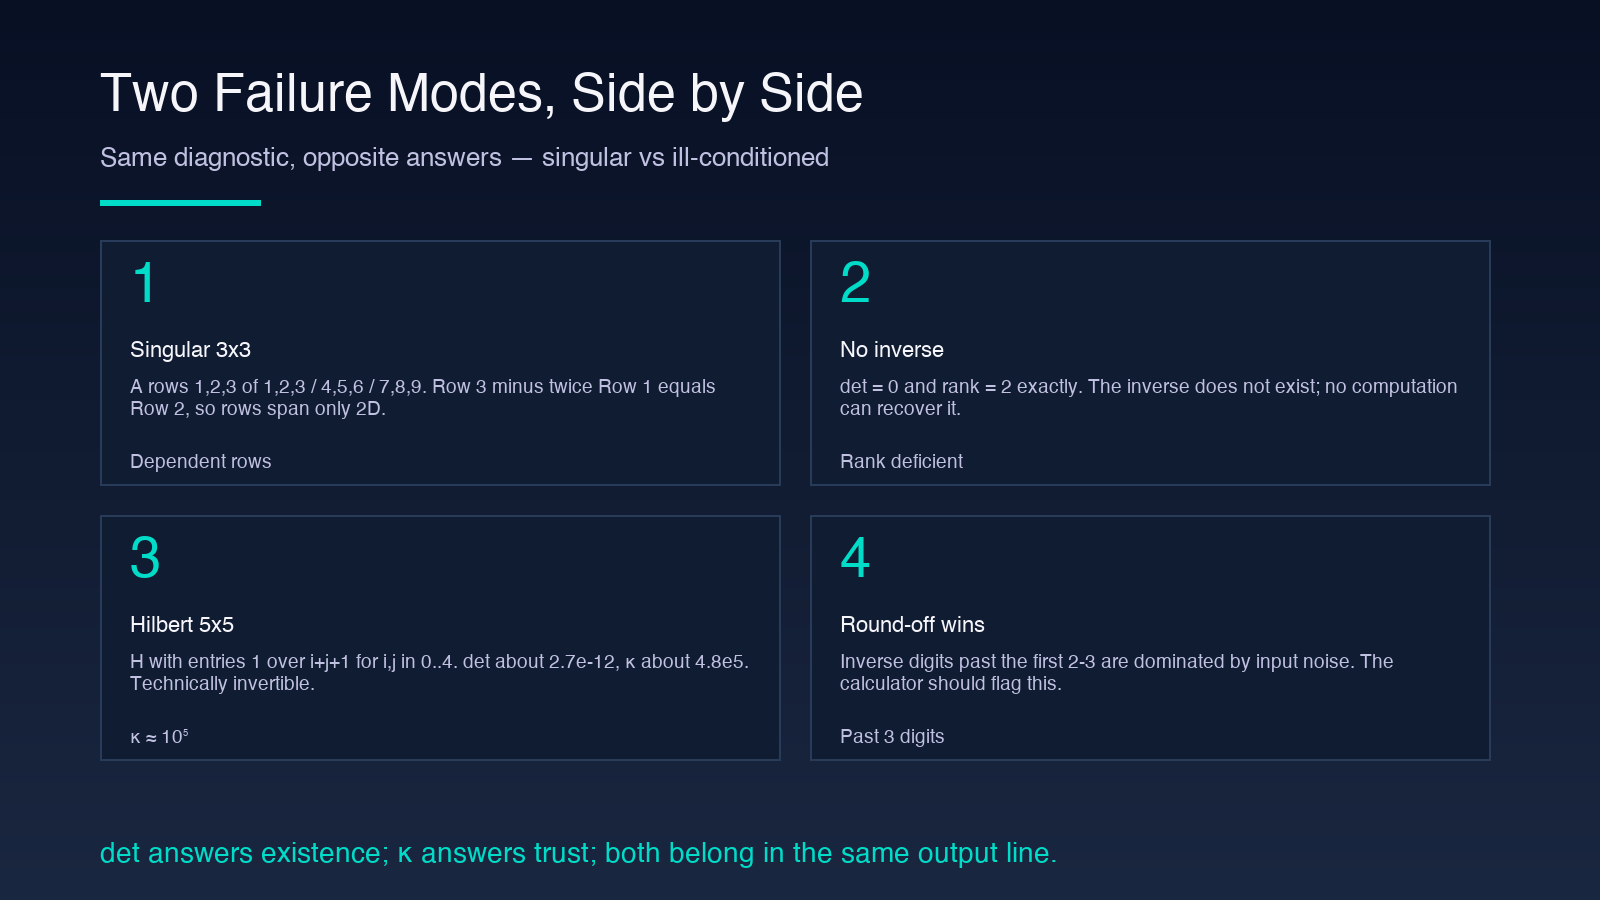 Two Failure Modes, Side by Side
Same diagnostic, opposite answers — singular vs ill-conditioned
1
Singular 3x3
A rows 1,2,3 of 1,2,3 / 4,5,6 / 7,8,9. Row 3 minus twice Row 1 equals
Row 2, so rows span only 2D.
Dependent rows
2
No inverse
det = 0 and rank = 2 exactly. The inverse does not exist; no computation
can recover it.
Rank deficient
3
Hilbert 5x5
H with entries 1 over i+j+1 for i,j in 0..4. det about 2.7e-12, κ about 4.8e5.
Technically invertible.
κ ≈ 10⁵
4
Round-off wins
Inverse digits past the first 2-3 are dominated by input noise. The
calculator should flag this.
Past 3 digits
det answers existence; κ answers trust; both belong in the same output line.